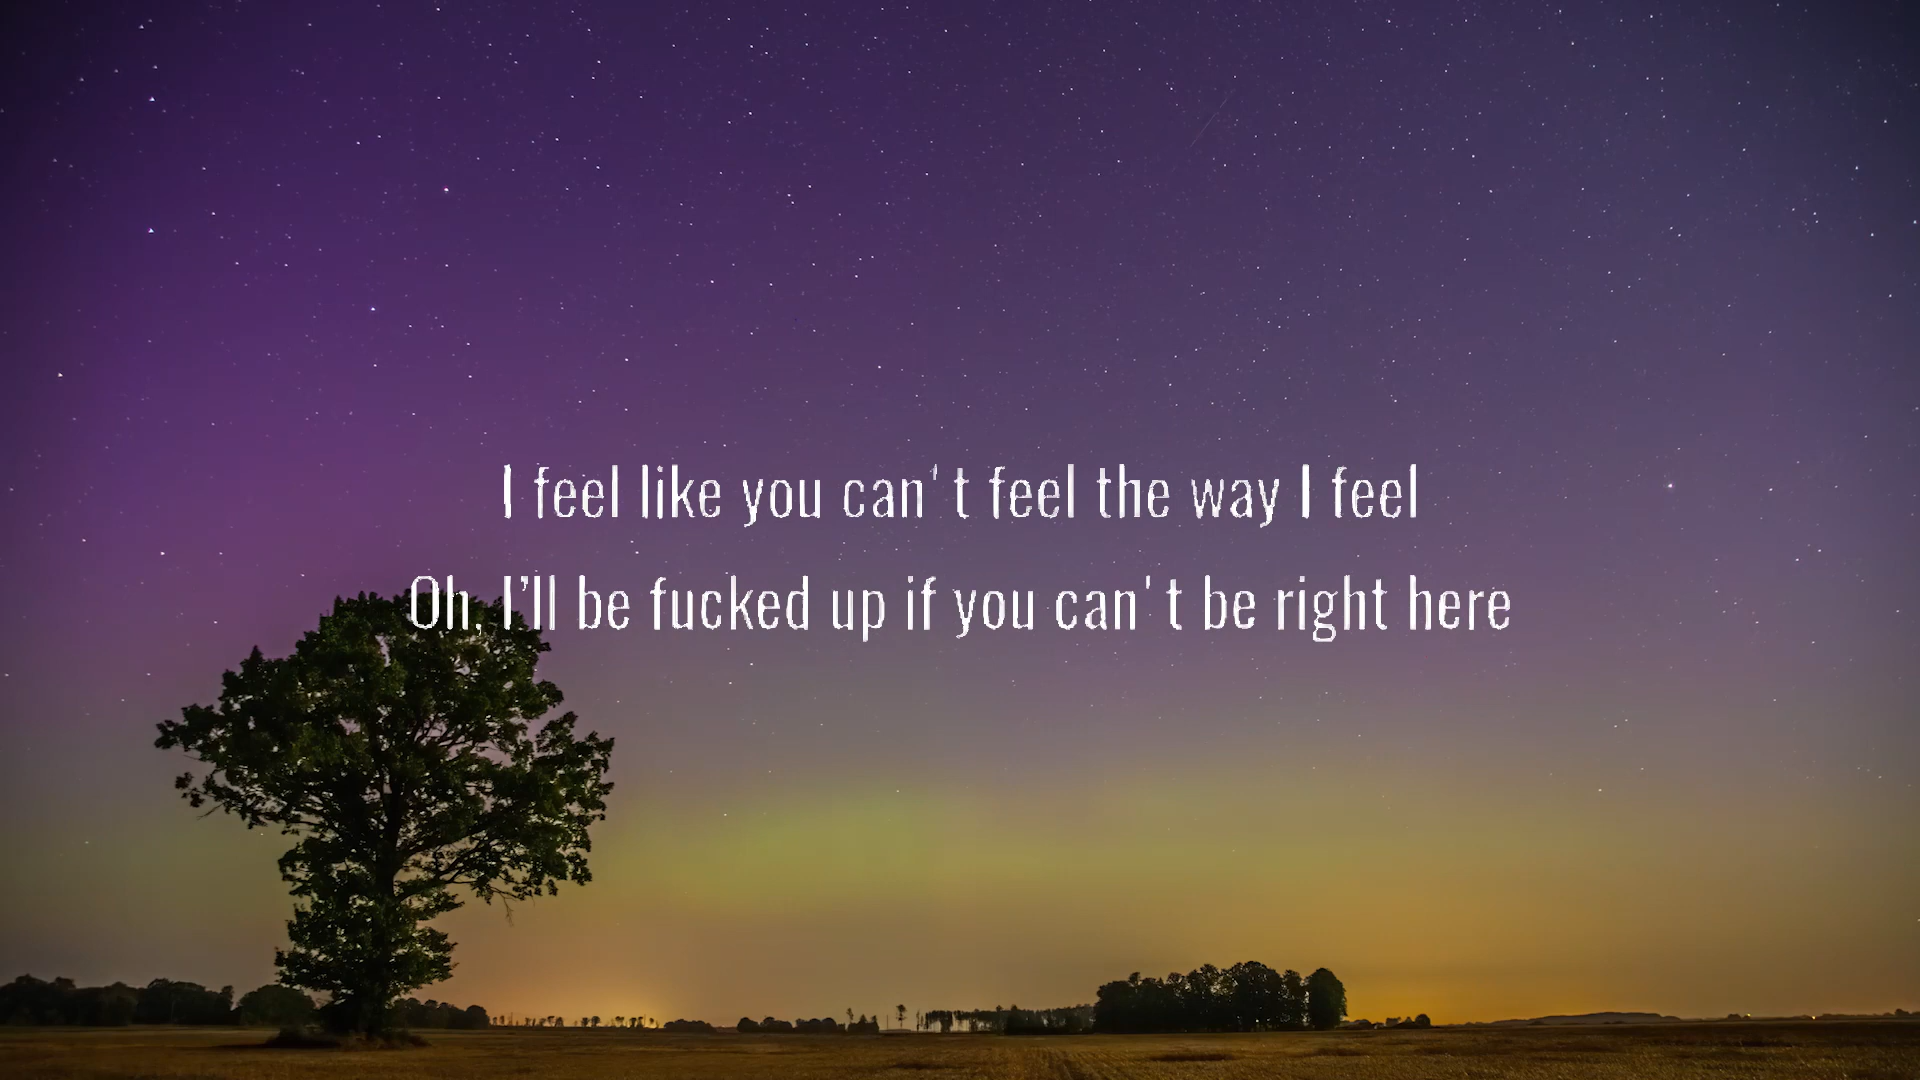 I feel like you can't feel the way I feel
Oh, I’ll be fucked up if you can't be right here